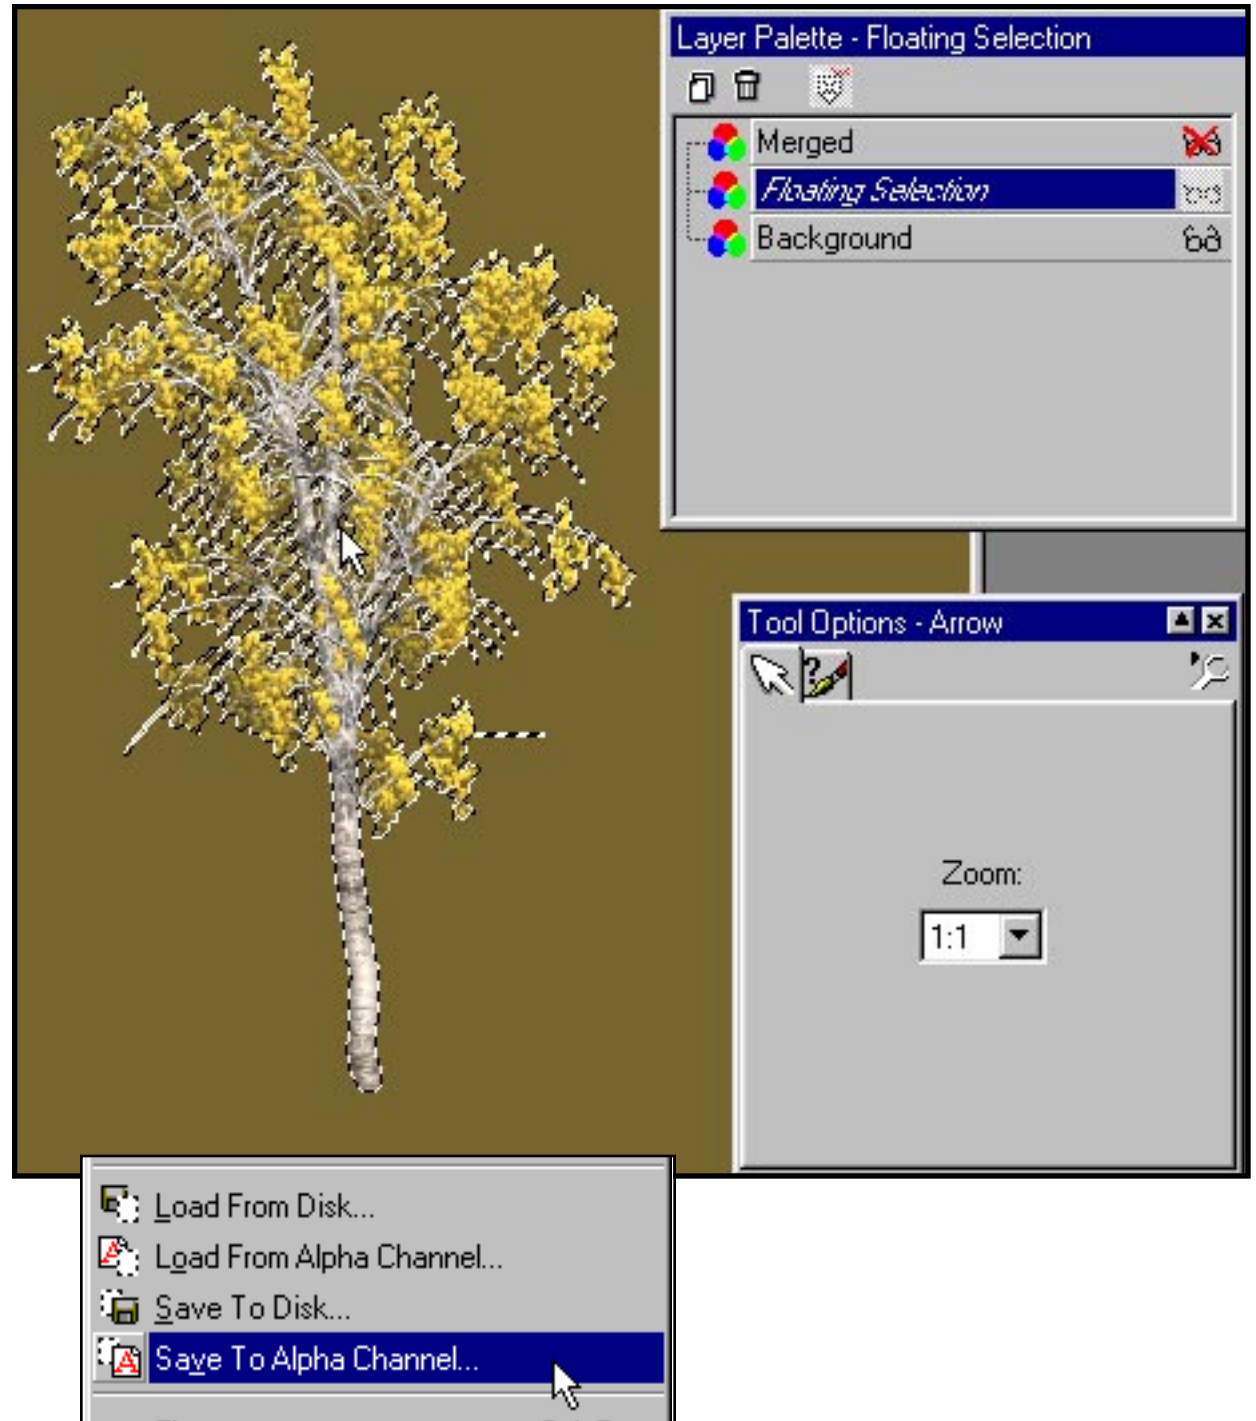 Layer Palette - Floating Selection
Merged
Floating Selection
Background
Tool Options - Arrow
Zoom:
1:1
Load From Disk...
Load From Alpha Channel...
Save To Disk...
Save To Alpha Channel...